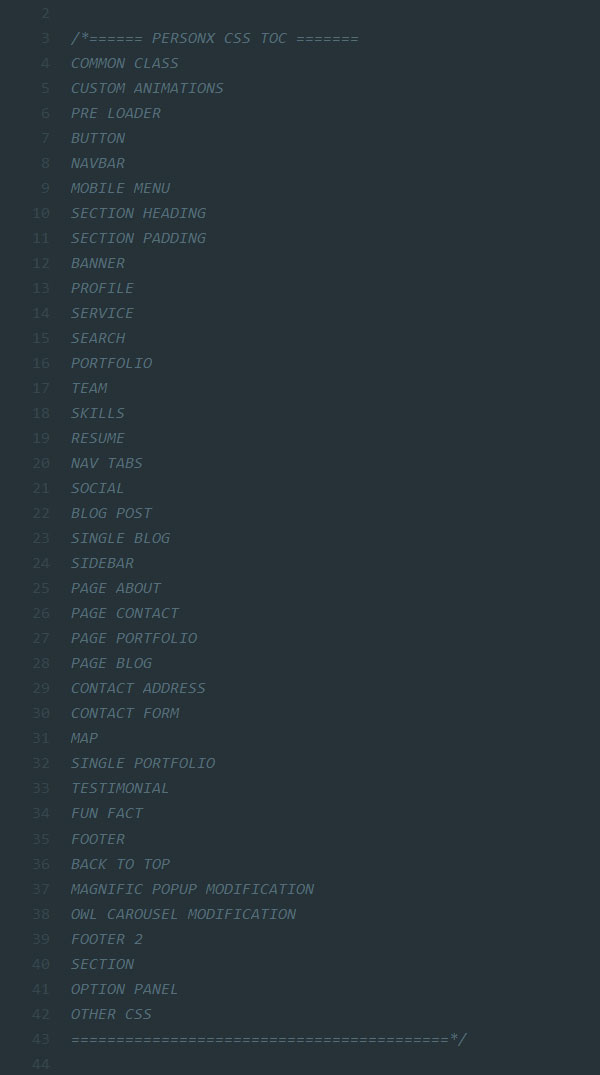 2
3 /*====== PERSONX CSS TOC =======
4 COMMON CLASS
5 CUSTOM ANIMATIONS
6 PRE LOADER
7 BUTTON
8 NAVBAR
9 MOBILE MENU
10 SECTION HEADING
11 SECTION PADDING
12 BANNER
13 PROFILE
14 SERVICE
15 SEARCH
16 PORTFOLIO
17 TEAM
18 SKILLS
19 RESUME
20 NAV TABS
21 SOCIAL
22 BLOG POST
23 SINGLE BLOG
24 SIDEBAR
25 PAGE ABOUT
26 PAGE CONTACT
27 PAGE PORTFOLIO
28 PAGE BLOG
29 CONTACT ADDRESS
30 CONTACT FORM
31 MAP
32 SINGLE PORTFOLIO
33 TESTIMONIAL
34 FUN FACT
35 FOOTER
36 BACK TO TOP
37 MAGNIFIC POPUP MODIFICATION
38 OWL CAROUSEL MODIFICATION
39 FOOTER 2
40 SECTION
41 OPTION PANEL
42 OTHER CSS
43 ==========================================*/
44